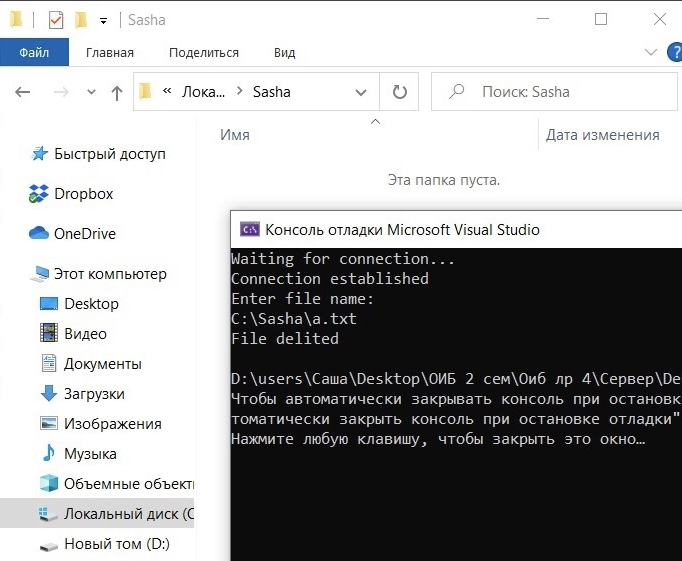 Sasha
Файл Главная Поделиться Вид ?
« Лока... > Sasha Поиск: Sasha
Имя Дата изменения
Эта папка пуста.
Быстрый доступ
Dropbox
OneDrive
Этот компьютер
Desktop
Видео
Документы
Загрузки
Изображения
Музыка
Объемные объект
Локальный диск (C
Новый том (D:)
C:\ Консоль отладки Microsoft Visual Studio
Waiting for connection...
Connection established
Enter file name:
C:\Sasha\a.txt
File delited
D:\users\Саша\Desktop\ОИБ 2 сем\Оиб лр 4\Сервер\De
Чтобы автоматически закрывать консоль при остановк
томатически закрыть консоль при остановке отладки"
Нажмите любую клавишу, чтобы закрыть это окно…